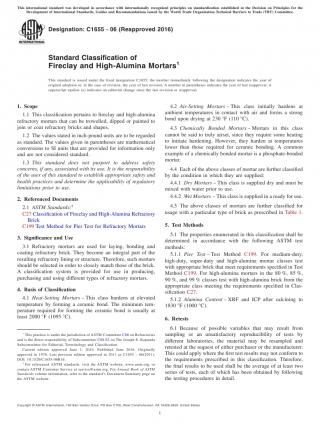 This international standard was developed in accordance with internationally recognized principles on standardization established in the Decision on Principles for the
Development of International Standards, Guides and Recommendations issued by the World Trade Organization Technical Barriers to Trade (TBT) Committee.
Designation: C1655 − 06 (Reapproved 2016)
Standard Classification of
Fireclay and High-Alumina Mortars1
This standard is issued under the fixed designation C1655; the number immediately following the designation indicates the year of
original adoption or, in the case of revision, the year of last revision. A number in parentheses indicates the year of last reapproval. A
superscript epsilon (ε) indicates an editorial change since the last revision or reapproval.
1. Scope
1.1 This classification pertains to fireclay and high-alumina
refractory mortars that can be trowelled, dipped or painted to
join or coat refractory bricks and shapes.
1.2 The values stated in inch-pound units are to be regarded
as standard. The values given in parentheses are mathematical
conversions to SI units that are provided for information only
and are not considered standard.
1.3 This standard does not purport to address safety
concerns, if any, associated with its use. It is the responsibility
of the user of this standard to establish appropriate safety and
health practices and determine the applicability of regulatory
limitations prior to use.
2. Referenced Documents
2.1 ASTM Standards:2
C27 Classification of Fireclay and High-Alumina Refractory
Brick
C199 Test Method for Pier Test for Refractory Mortars
3. Significance and Use
3.1 Refractory mortars are used for laying, bonding and
coating refractory brick. They become an integral part of the
resulting refractory lining or structure. Therefore, such mortars
should be selected in order to closely match those of the brick.
A classification system is provided for use in producing,
purchasing and using different types of refractory mortars.
4. Basis of Classification
4.1 Heat-Setting Mortars – This class hardens at elevated
temperature by forming a ceramic bond. The minimum tem-
perature required for forming the ceramic bond is usually at
least 2000 °F (1095 °C).
4.2 Air-Setting Mortars – This class initially hardens at
ambient temperatures in contact with air and forms a strong
bond upon drying at 230 °F (110 °C).
4.3 Chemically Bonded Mortars – Mortars in this class
cannot be said to truly airset, since they require some heating
to initiate hardening. However, they harden at temperatures
lower than those required for ceramic bonding. A common
example of a chemically bonded mortar is a phosphate-bonded
mortar.
4.4 Each of the above classes of mortar are further classified
by the condition in which they are supplied:
4.4.1 Dry Mortars – This class is supplied dry and must be
mixed with water prior to use.
4.4.2 Wet Mortars – This class is supplied in a ready for use.
4.5 The above classes of mortars are further classified for
usage with a particular type of brick as prescribed in Table 1.
5. Test Methods
5.1 The properties enumerated in this classification shall be
determined in accordance with the following ASTM test
methods:
5.1.1 Pier Test – Test Method C199. For medium-duty,
high-duty, super-duty and high-alumina mortar classes test
with appropriate brick that meet requirements specified in Test
Method C199. For high-alumina mortars in the 80 %, 85 %,
90 %, and 99 % classes test with high-alumina brick from the
appropriate class meeting the requirements specified in Clas-
sification C27.
5.1.2 Alumina Content – XRF and ICP after calcining to
1830 °F (1000 °C).
6. Retests
6.1 Because of possible variables that may result from
sampling or an unsatisfactory reproducibility of tests by
different laboratories, the material may be resampled and
retested at the request of either purchaser or the manufacturer.
This could apply where the first test results may not conform to
the requirements prescribed in this classification. Therefore,
the final results to be used shall be the average of at least two
series of tests, each of which has been obtained by following
the testing procedures in detail.
1 This practice is under the jurisdiction of ASTM Committee C08 on Refractories
and is the direct responsibility of Subcommittee C08.92 on The Joseph E. Kopanda
Subcommittee for Editorial, Terminology and Classification.
Current edition approved June 1, 2016. Published June 2016. Originally
approved in 1976. Last previous edition approved in 2011 as C1655 – 06(2011).
DOI: 10.1520/C1655-06R16.
2 For referenced ASTM standards, visit the ASTM website, www.astm.org, or
contact ASTM Customer Service at service@astm.org. For Annual Book of ASTM
Standards volume information, refer to the standard's Document Summary page on
the ASTM website.
Copyright © ASTM International, 100 Barr Harbor Drive, PO Box C700, West Conshohocken, PA 19428-2959. United States
1